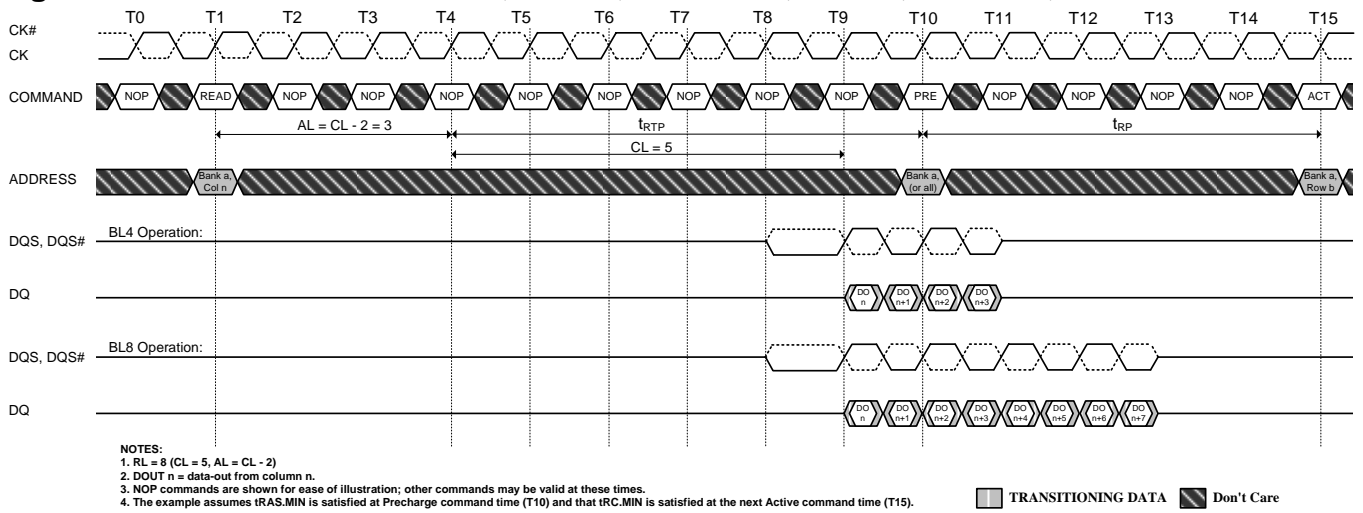 T0 T1 T2 T3 T4 T5 T6 T7 T8 T9 T10 T11 T12 T13 T14 T15
CK#
CK
COMMAND NOP READ NOP NOP NOP NOP NOP NOP NOP NOP PRE NOP NOP NOP NOP ACT
AL = CL - 2 = 3 tRTP tRP
CL = 5
ADDRESS Bank a, Col n Bank a, (or all) Bank a, Row b
BL4 Operation:
DQS, DQS#
DQ DO n DO n+1 DO n+2 DO n+3
BL8 Operation:
DQS, DQS#
DQ DO n DO n+1 DO n+2 DO n+3 DO n+4 DO n+5 DO n+6 DO n+7
NOTES:
1. RL = 8 (CL = 5, AL = CL - 2)
2. DOUT n = data-out from column n.
3. NOP commands are shown for ease of illustration; other commands may be valid at these times.
4. The example assumes tRAS.MIN is satisfied at Precharge command time (T10) and that tRC.MIN is satisfied at the next Active command time (T15).
TRANSITIONING DATA Don't Care